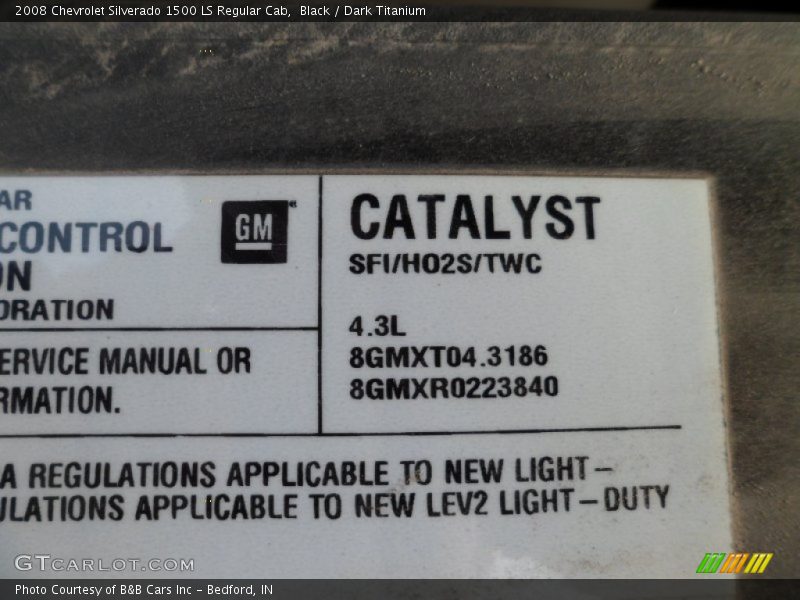 2008 Chevrolet Silverado 1500 LS Regular Cab, Black / Dark Titanium
AR
CONTROL
ON
ORATION
GM
CATALYST
SFI/HO2S/TWC
4.3L
8GMXT04.3186
8GMXR0223840
ERVICE MANUAL OR
RMATION.
A REGULATIONS APPLICABLE TO NEW LIGHT-
ULATIONS APPLICABLE TO NEW LEV2 LIGHT-DUTY
GTCARLOT.COM
Photo Courtesy of B&B Cars Inc - Bedford, IN